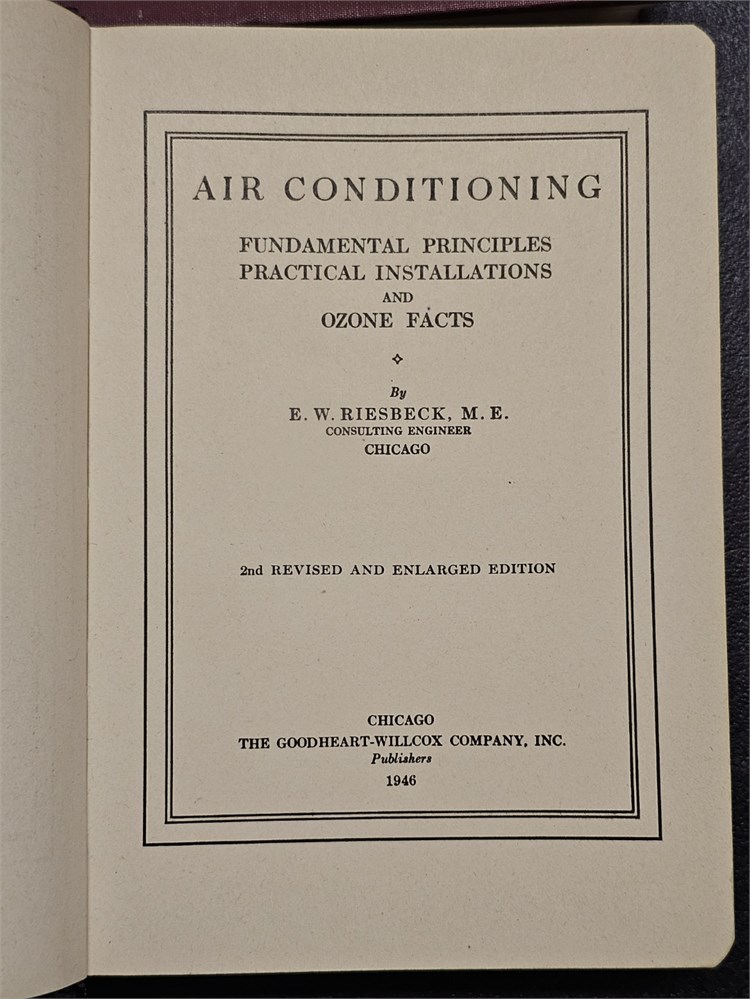 AIR CONDITIONING
FUNDAMENTAL PRINCIPLES
PRACTICAL INSTALLATIONS
AND
OZONE FACTS
By
E. W. RIESBECK, M. E.
CONSULTING ENGINEER
CHICAGO
2nd REVISED AND ENLARGED EDITION
CHICAGO
THE GOODHEART-WILLCOX COMPANY, INC.
Publishers
1946